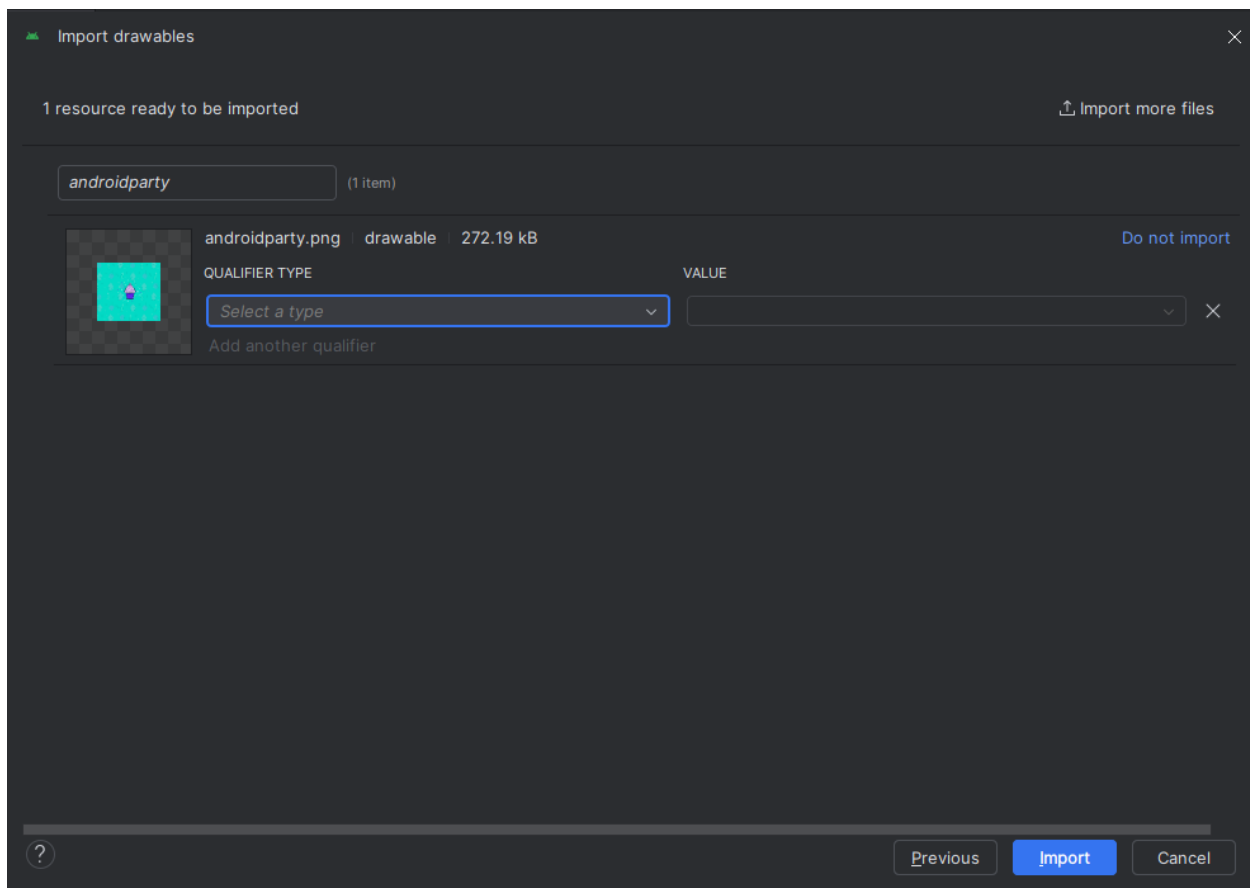 Import drawables
1 resource ready to be imported
Import more files
androidparty
(1 item)
androidparty.png
drawable
272.19 kB
Do not import
QUALIFIER TYPE
VALUE
Select a type
Add another qualifier
?
Previous
Import
Cancel